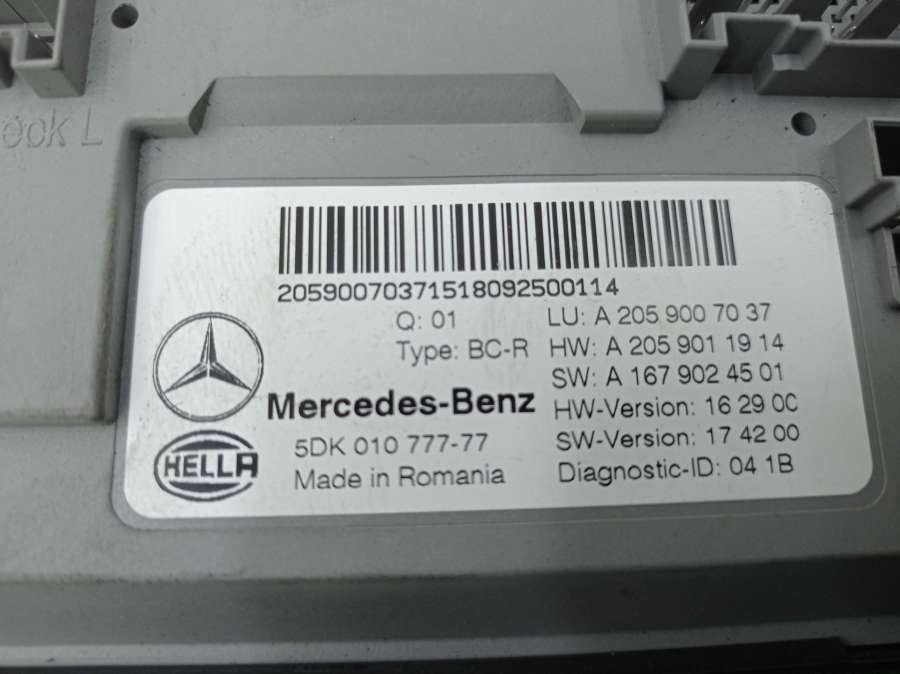 eck L
20590070371518092500114
Q: 01
LU: A 205 900 70 37
Type: BC-R
HW: A 205 901 19 14
SW: A 167 902 45 01
Mercedes-Benz
HW-Version: 16 29 0C
5DK 010 777-77
SW-Version: 17 42 00
HELLA
Made in Romania
Diagnostic-ID: 04 1B